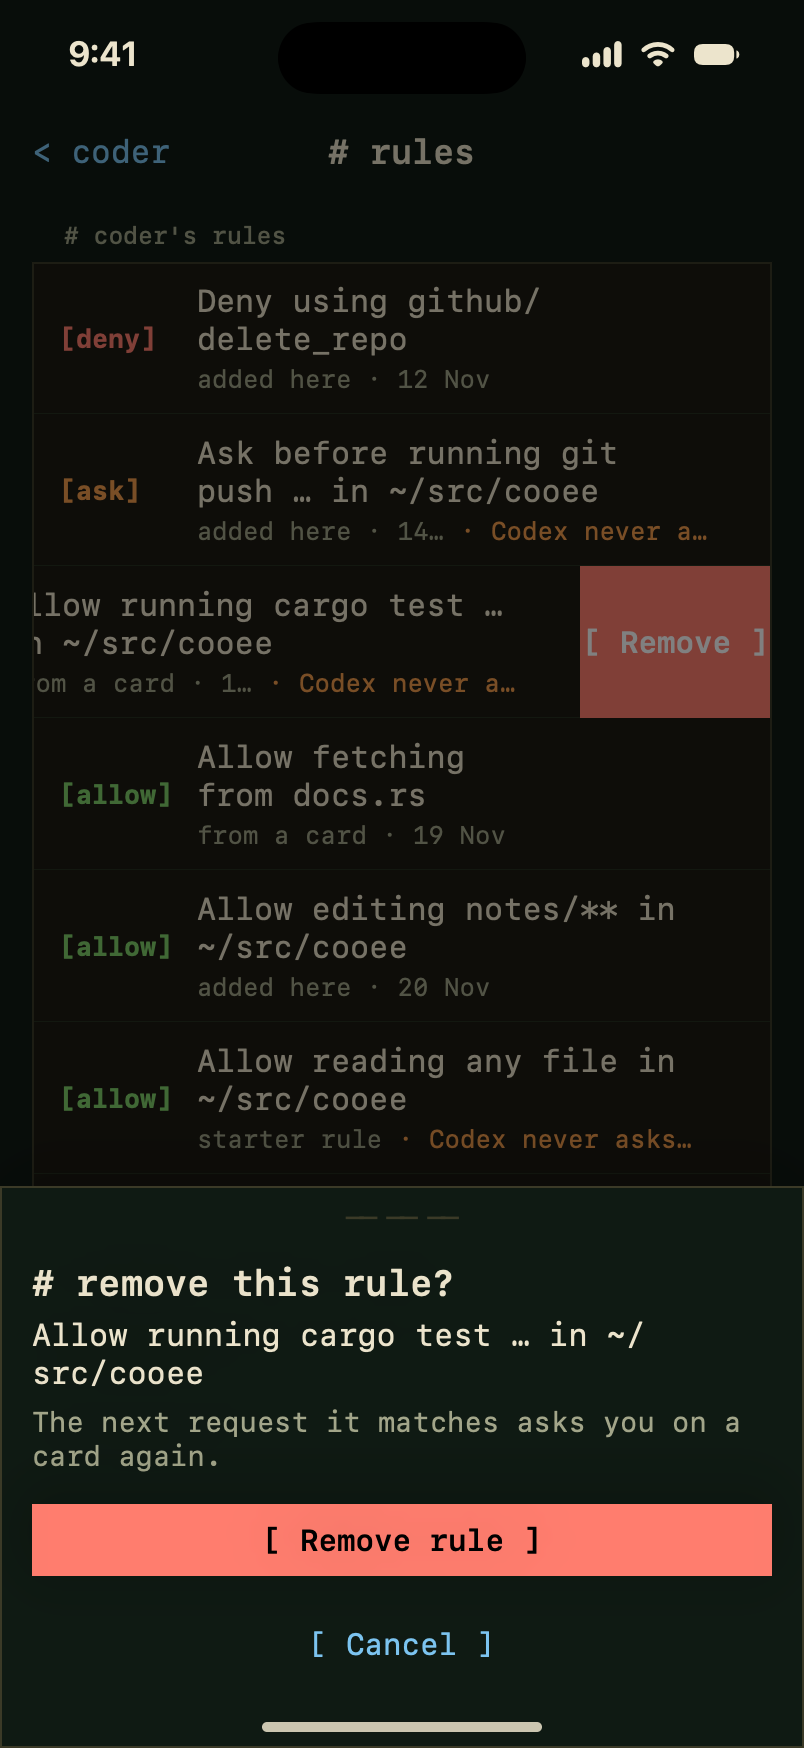 9:41
< coder
# rules
# coder's rules
Deny using github/
[deny]
delete_repo
added here · 12 Nov
Ask before running git
[ask]
push … in ~/src/cooee
added here · 14… · Codex never a…
llow running cargo test …
n ~/src/cooee
[ Remove ]
om a card · 1… · Codex never a…
Allow fetching
[allow]
from docs.rs
from a card · 19 Nov
Allow editing notes/** in
[allow]
~/src/cooee
added here · 20 Nov
Allow reading any file in
[allow]
~/src/cooee
starter rule · Codex never asks…
# remove this rule?
Allow running cargo test … in ~/
src/cooee
The next request it matches asks you on a
card again.
[ Remove rule ]
[ Cancel ]